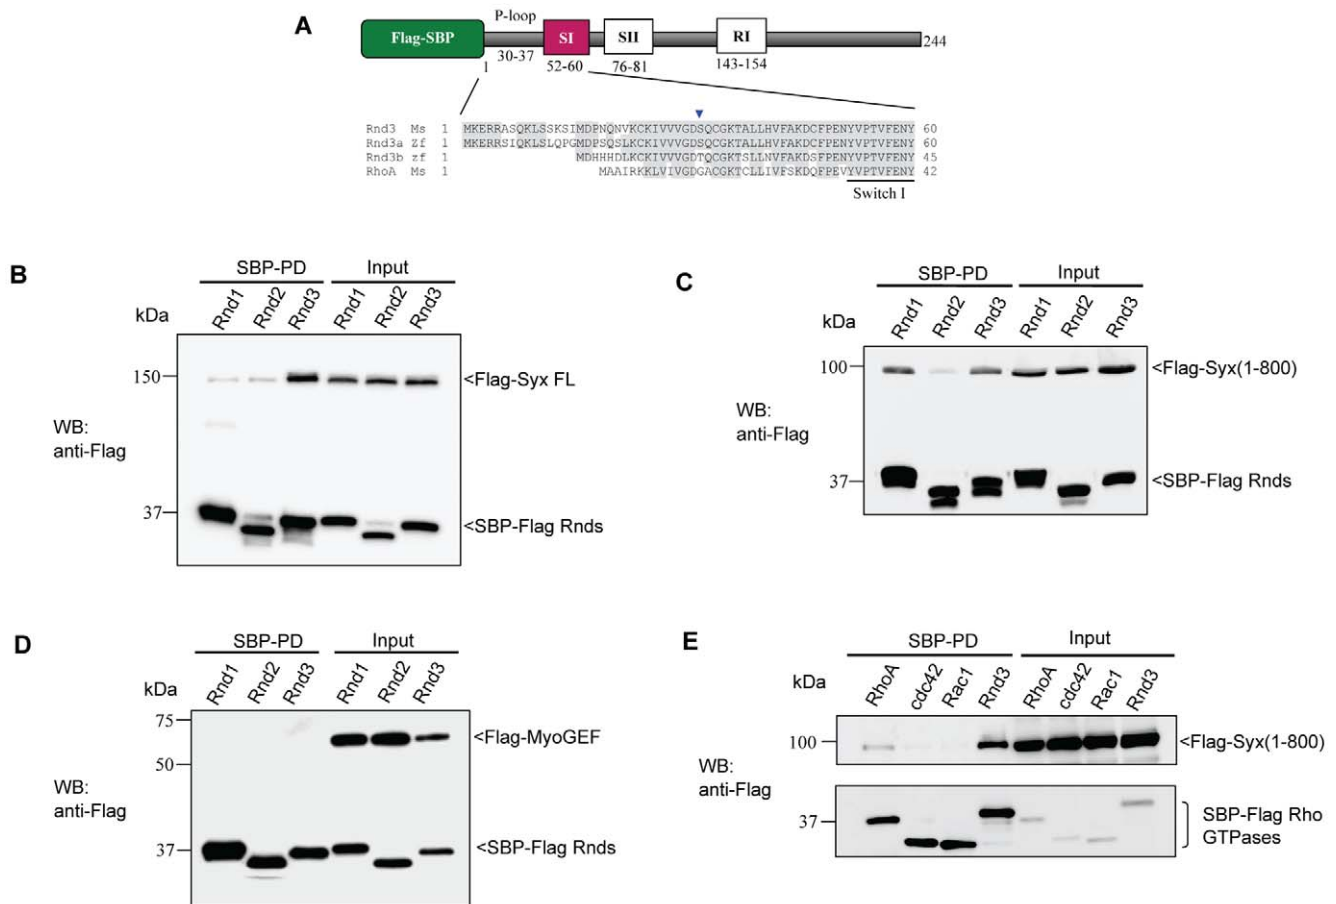 A
P-loop
Flag-SBP
SI
SII
RI
244
1
30-37
52-60
76-81
143-154
Rnd3 Ms 1 MKERRASQKLSSKSIMDPNQNVKCKIVVVGDSQCGKTALLHVFAKDCFPENYVPTVFENY 60
Rnd3a Zf 1 MKERRSIQKLSLQPGMDPSQSLKCKIVVVGDSQCGKTALLHVFAKDCFPENYVPTVFENY 60
Rnd3b zf 1 MDHHHDLKCKIVVVGDTQCGKTSLLNVFAKDSFPENYVPTVFENY 45
RhoA Ms 1 MAAIRKKLVIVGDGACGKTCLLIVFSKDQFPEVYVPTVFENY 42
Switch I
B
SBP-PD
Input
Rnd1
Rnd2
Rnd3
Rnd1
Rnd2
Rnd3
kDa
150
<Flag-Syx FL
WB:
anti-Flag
37
<SBP-Flag Rnds
C
SBP-PD
Input
Rnd1
Rnd2
Rnd3
Rnd1
Rnd2
Rnd3
kDa
100
<Flag-Syx(1-800)
WB:
anti-Flag
37
<SBP-Flag Rnds
D
SBP-PD
Input
Rnd1
Rnd2
Rnd3
Rnd1
Rnd2
Rnd3
kDa
75
<Flag-MyoGEF
50
WB:
anti-Flag
37
<SBP-Flag Rnds
E
SBP-PD
Input
RhoA
cdc42
Rac1
Rnd3
RhoA
cdc42
Rac1
Rnd3
kDa
100
<Flag-Syx(1-800)
WB:
anti-Flag
37
SBP-Flag Rho
GTPases